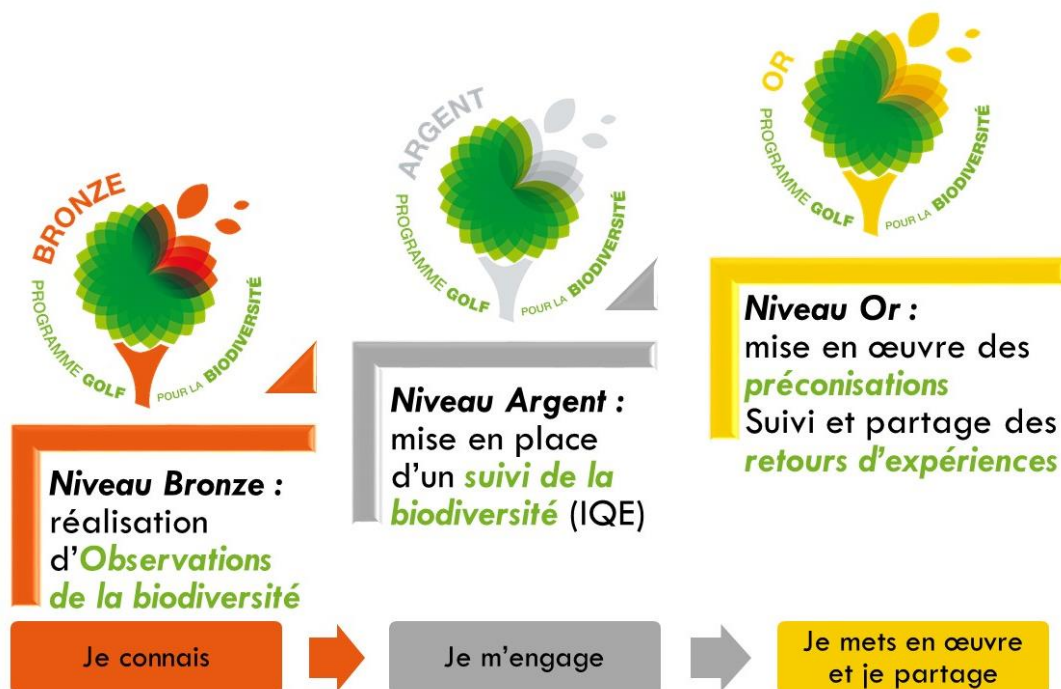 BRONZE
PROGRAMME GOLF POUR LA BIODIVERSITÉ
Niveau Bronze :
réalisation
d’Observations
de la biodiversité
Je connais
ARGENT
PROGRAMME GOLF POUR LA BIODIVERSITÉ
Niveau Argent :
mise en place
d’un suivi de la
biodiversité (IQE)
Je m’engage
OR
PROGRAMME GOLF POUR LA BIODIVERSITÉ
Niveau Or :
mise en œuvre des
préconisations
Suivi et partage des
retours d’expériences
Je mets en œuvre
et je partage